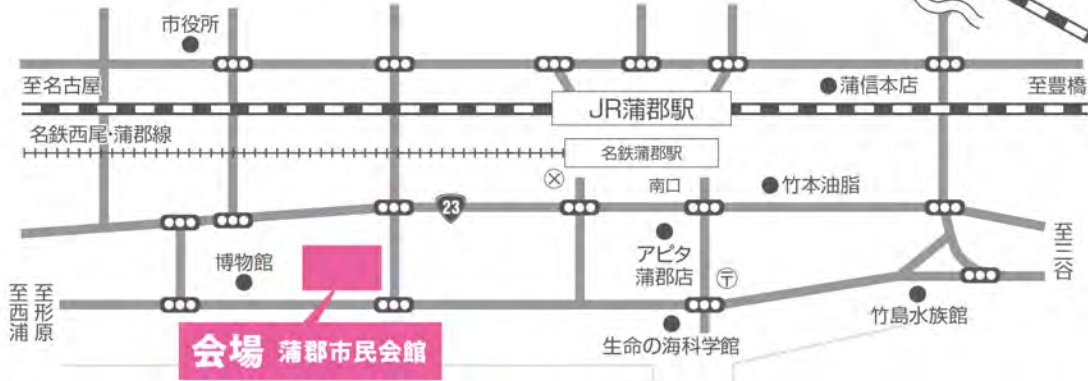 市役所
至名古屋
蒲信本店
至豊橋
JR蒲郡駅
名鉄西尾・蒲郡線
名鉄蒲郡駅
南口
竹本油脂
23
博物館
アピタ
蒲郡店
〒
至三谷
至形原
至西浦
竹島水族館
会場 蒲郡市民会館
生命の海科学館